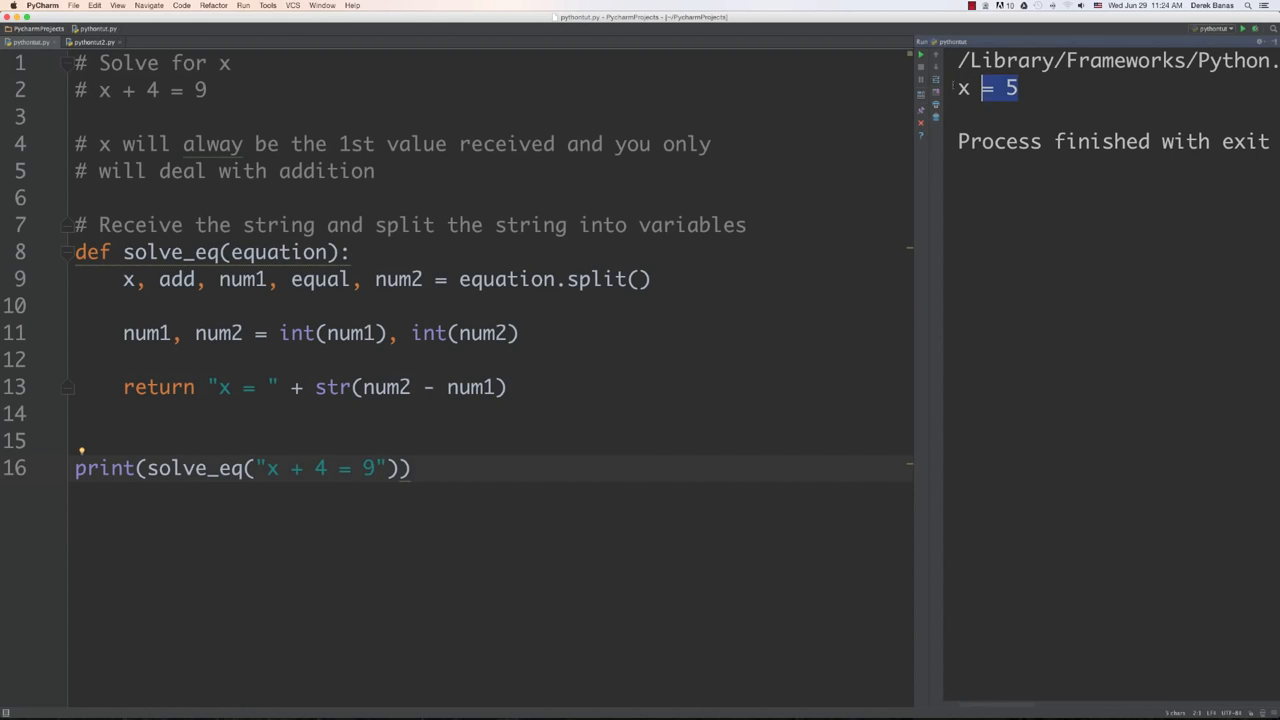 PyCharm File Edit View Navigate Code Refactor Run Tools VCS Window Help
10 Wed Jun 29 11:24 AM Derek Banas
pythontut.py - PycharmProjects - [~/PycharmProjects]
PycharmProjects pythontut.py
pythontut
pythontut.py pythontut2.py
Run pythontut
1 # Solve for x
2 # x + 4 = 9
3
4 # x will alway be the 1st value received and you only
5 # will deal with addition
6
7 # Receive the string and split the string into variables
8 def solve_eq(equation):
9 x, add, num1, equal, num2 = equation.split()
10
11 num1, num2 = int(num1), int(num2)
12
13 return "x = " + str(num2 - num1)
14
15
16 print(solve_eq("x + 4 = 9"))
/Library/Frameworks/Python.
x = 5
Process finished with exit
5 chars 2:1 LF‡ UTF-8‡